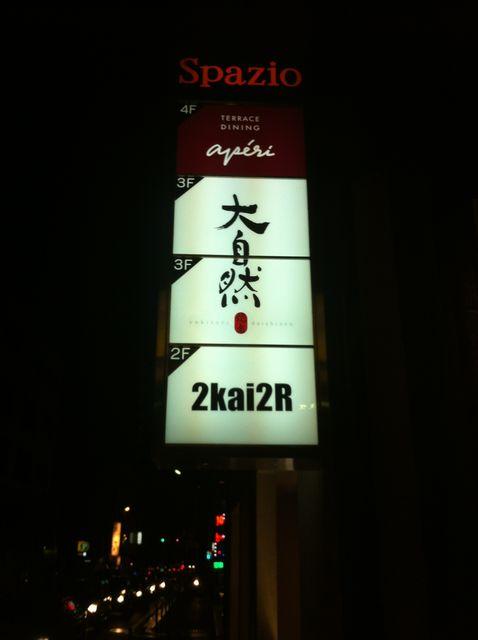 Spazio
4F
TERRACE
DINING
apéri
3F
大自然
3F
2F
2kai2R